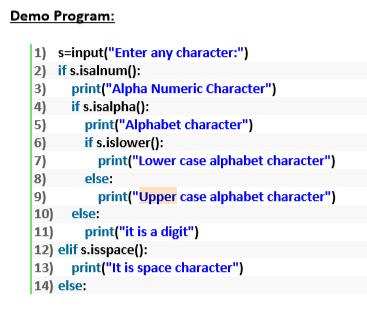 Demo Program:
1) s=input("Enter any character:")
2) if s.isalnum():
3) print("Alpha Numeric Character")
4) if s.isalpha():
5) print("Alphabet character")
6) if s.islower():
7) print("Lower case alphabet character")
8) else:
9) print("Upper case alphabet character")
10) else:
11) print("it is a digit")
12) elif s.isspace():
13) print("It is space character")
14) else: